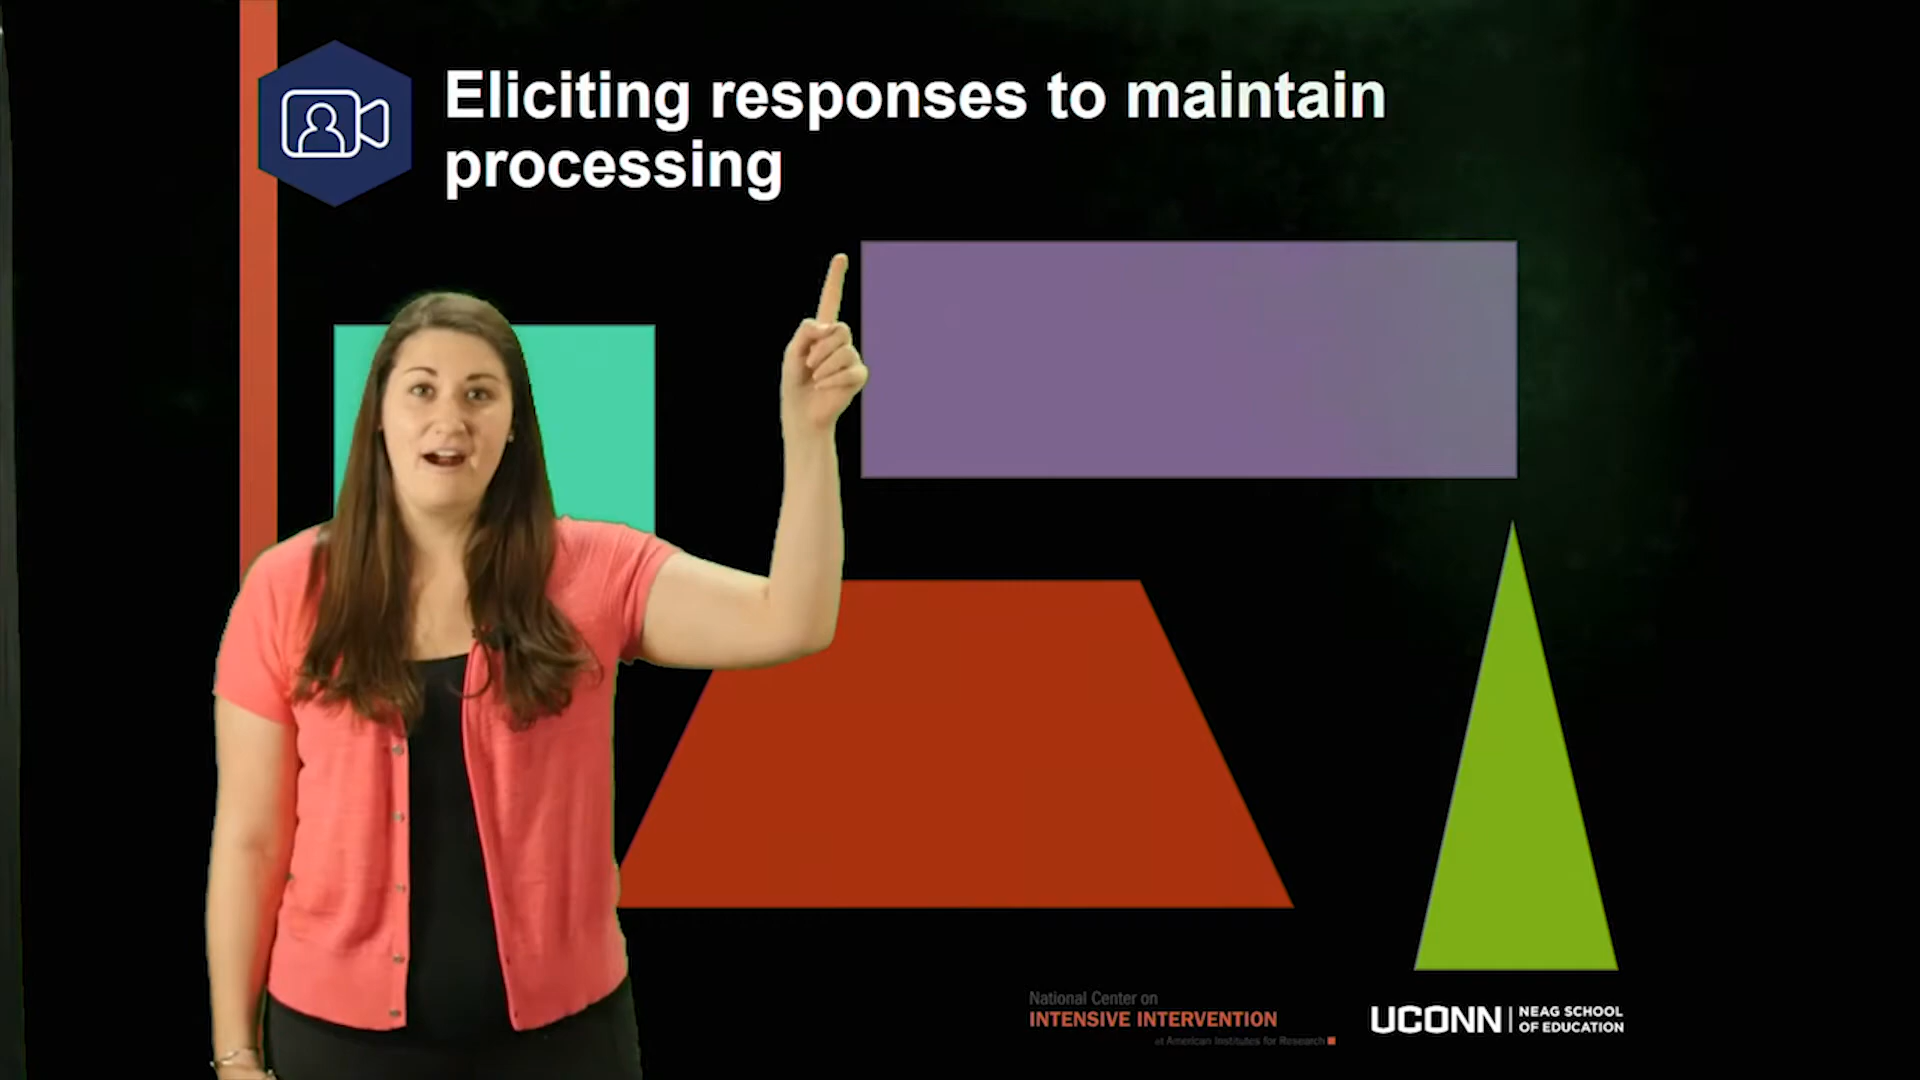 Eliciting responses to maintain
processing
National Center on
INTENSIVE INTERVENTION
at American Institutes for Research
UCONN
NEAG SCHOOL
OF EDUCATION